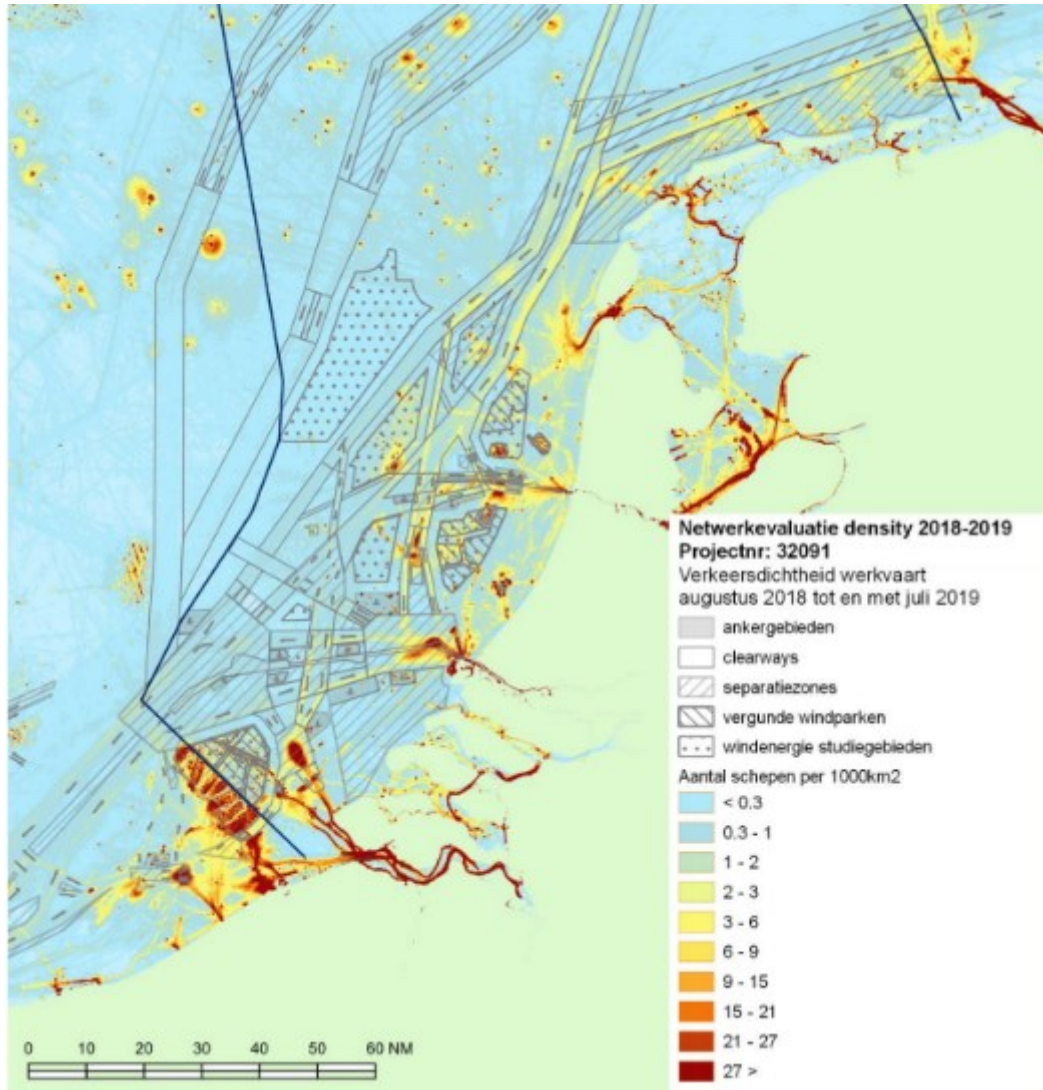 Netwerkevaluatie density 2018-2019
Projectnr: 32091
Verkeersdichtheid werkvaart
augustus 2018 tot en met juli 2019
ankergebieden
clearways
separatiezones
vergunde windparken
windenergie studiegebieden
Aantal schepen per 1000km2
< 0.3
0.3 - 1
1 - 2
2 - 3
3 - 6
6 - 9
9 - 15
15 - 21
21 - 27
27 >
0 10 20 30 40 50 60 NM